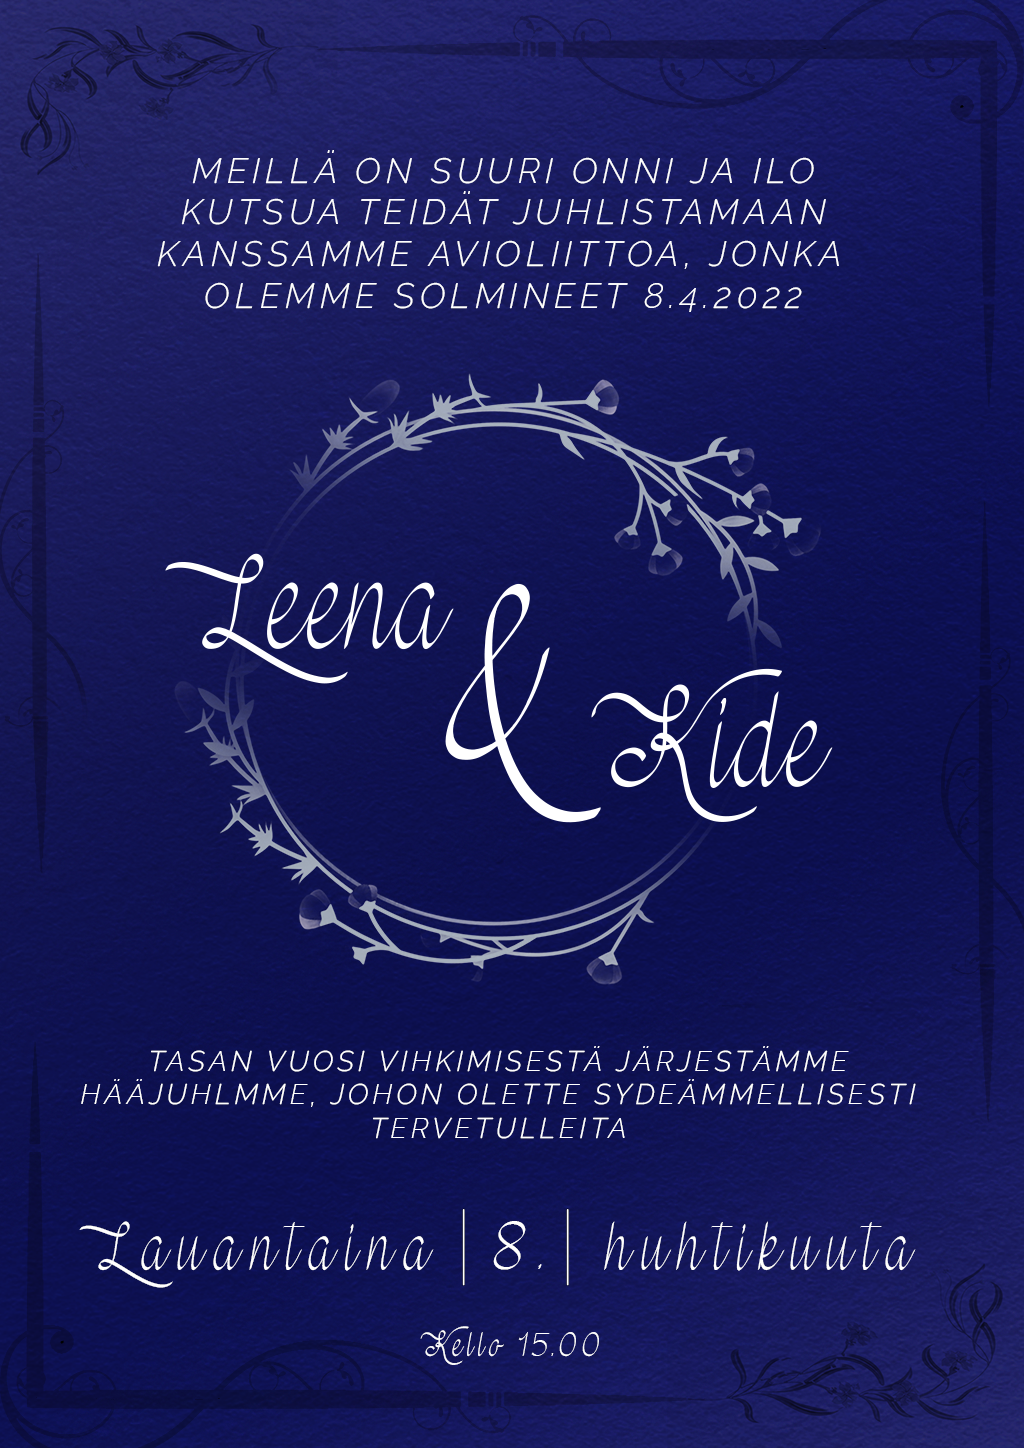 MEILLÄ ON SUURI ONNI JA ILO
KUTSUA TEIDÄT JUHLISTAMAAN
KANSSAMME AVIOLIITTOA, JONKA
OLEMME SOLMINEET 8.4.2022
Leena
&
Kide
TASAN VUOSI VIHKIMISESTÄ JÄRJESTÄMME
HÄÄJUHLMME, JOHON OLETTE SYDEÄMMELLISESTI
TERVETULLEITA
Lauantaina | 8. | huhtikuuta
Kello 15.00